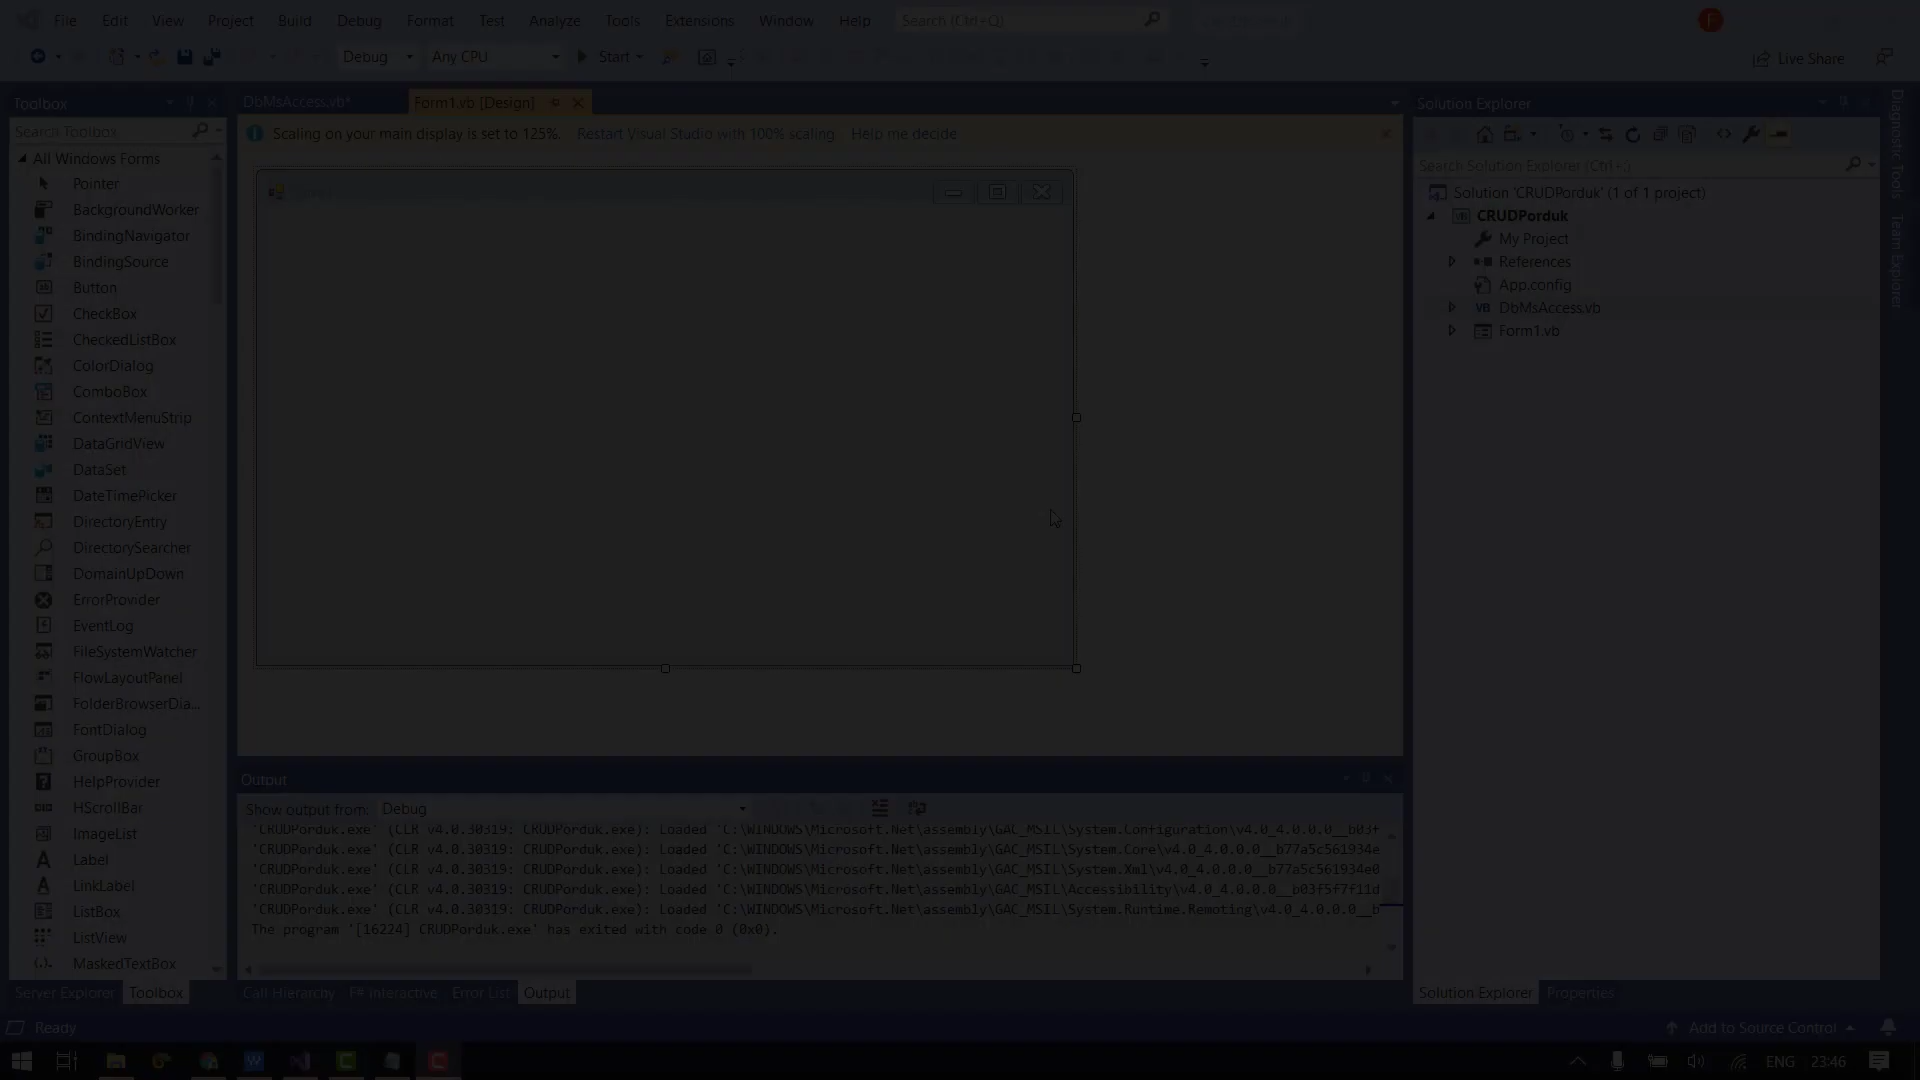 File Edit View Project Build Debug Format Test Analyze Tools Extensions Window Help Search (Ctrl+Q) F
Debug Any CPU Start Live Share
Toolbox
Search Toolbox
All Windows Forms
Pointer
BackgroundWorker
BindingNavigator
BindingSource
Button
CheckBox
CheckedListBox
ColorDialog
ComboBox
ContextMenuStrip
DataGridView
DataSet
DateTimePicker
DirectoryEntry
DirectorySearcher
DomainUpDown
ErrorProvider
EventLog
FileSystemWatcher
FlowLayoutPanel
FolderBrowserDia...
FontDialog
GroupBox
HelpProvider
HScrollBar
ImageList
Label
LinkLabel
ListBox
ListView
MaskedTextBox
Server Explorer Toolbox
DbMsAccess.vb* Form1.vb [Design]
Scaling on your main display is set to 125%. Restart Visual Studio with 100% scaling Help me decide
Output
Show output from: Debug
'CRUDPorduk.exe' (CLR v4.0.30319: CRUDPorduk.exe): Loaded 'C:\WINDOWS\Microsoft.Net\assembly\GAC_MSIL\System.Configuration\v4.0_4.0.0.0__b03f
'CRUDPorduk.exe' (CLR v4.0.30319: CRUDPorduk.exe): Loaded 'C:\WINDOWS\Microsoft.Net\assembly\GAC_MSIL\System.Core\v4.0_4.0.0.0__b77a5c561934e
'CRUDPorduk.exe' (CLR v4.0.30319: CRUDPorduk.exe): Loaded 'C:\WINDOWS\Microsoft.Net\assembly\GAC_MSIL\System.Xml\v4.0_4.0.0.0__b77a5c561934e0
'CRUDPorduk.exe' (CLR v4.0.30319: CRUDPorduk.exe): Loaded 'C:\WINDOWS\Microsoft.Net\assembly\GAC_MSIL\Accessibility\v4.0_4.0.0.0__b03f5f7f11d
'CRUDPorduk.exe' (CLR v4.0.30319: CRUDPorduk.exe): Loaded 'C:\WINDOWS\Microsoft.Net\assembly\GAC_MSIL\System.Runtime.Remoting\v4.0_4.0.0.0__b
The program '[16224] CRUDPorduk.exe' has exited with code 0 (0x0).
Call Hierarchy F# Interactive Error List Output
Solution Explorer
Search Solution Explorer (Ctrl+;)
Solution 'CRUDPorduk' (1 of 1 project)
CRUDPorduk
My Project
References
App.config
DbMsAccess.vb
Form1.vb
Solution Explorer Properties
Diagnostic Tools
Team Explorer
Ready Add to Source Control
ENG 23:46